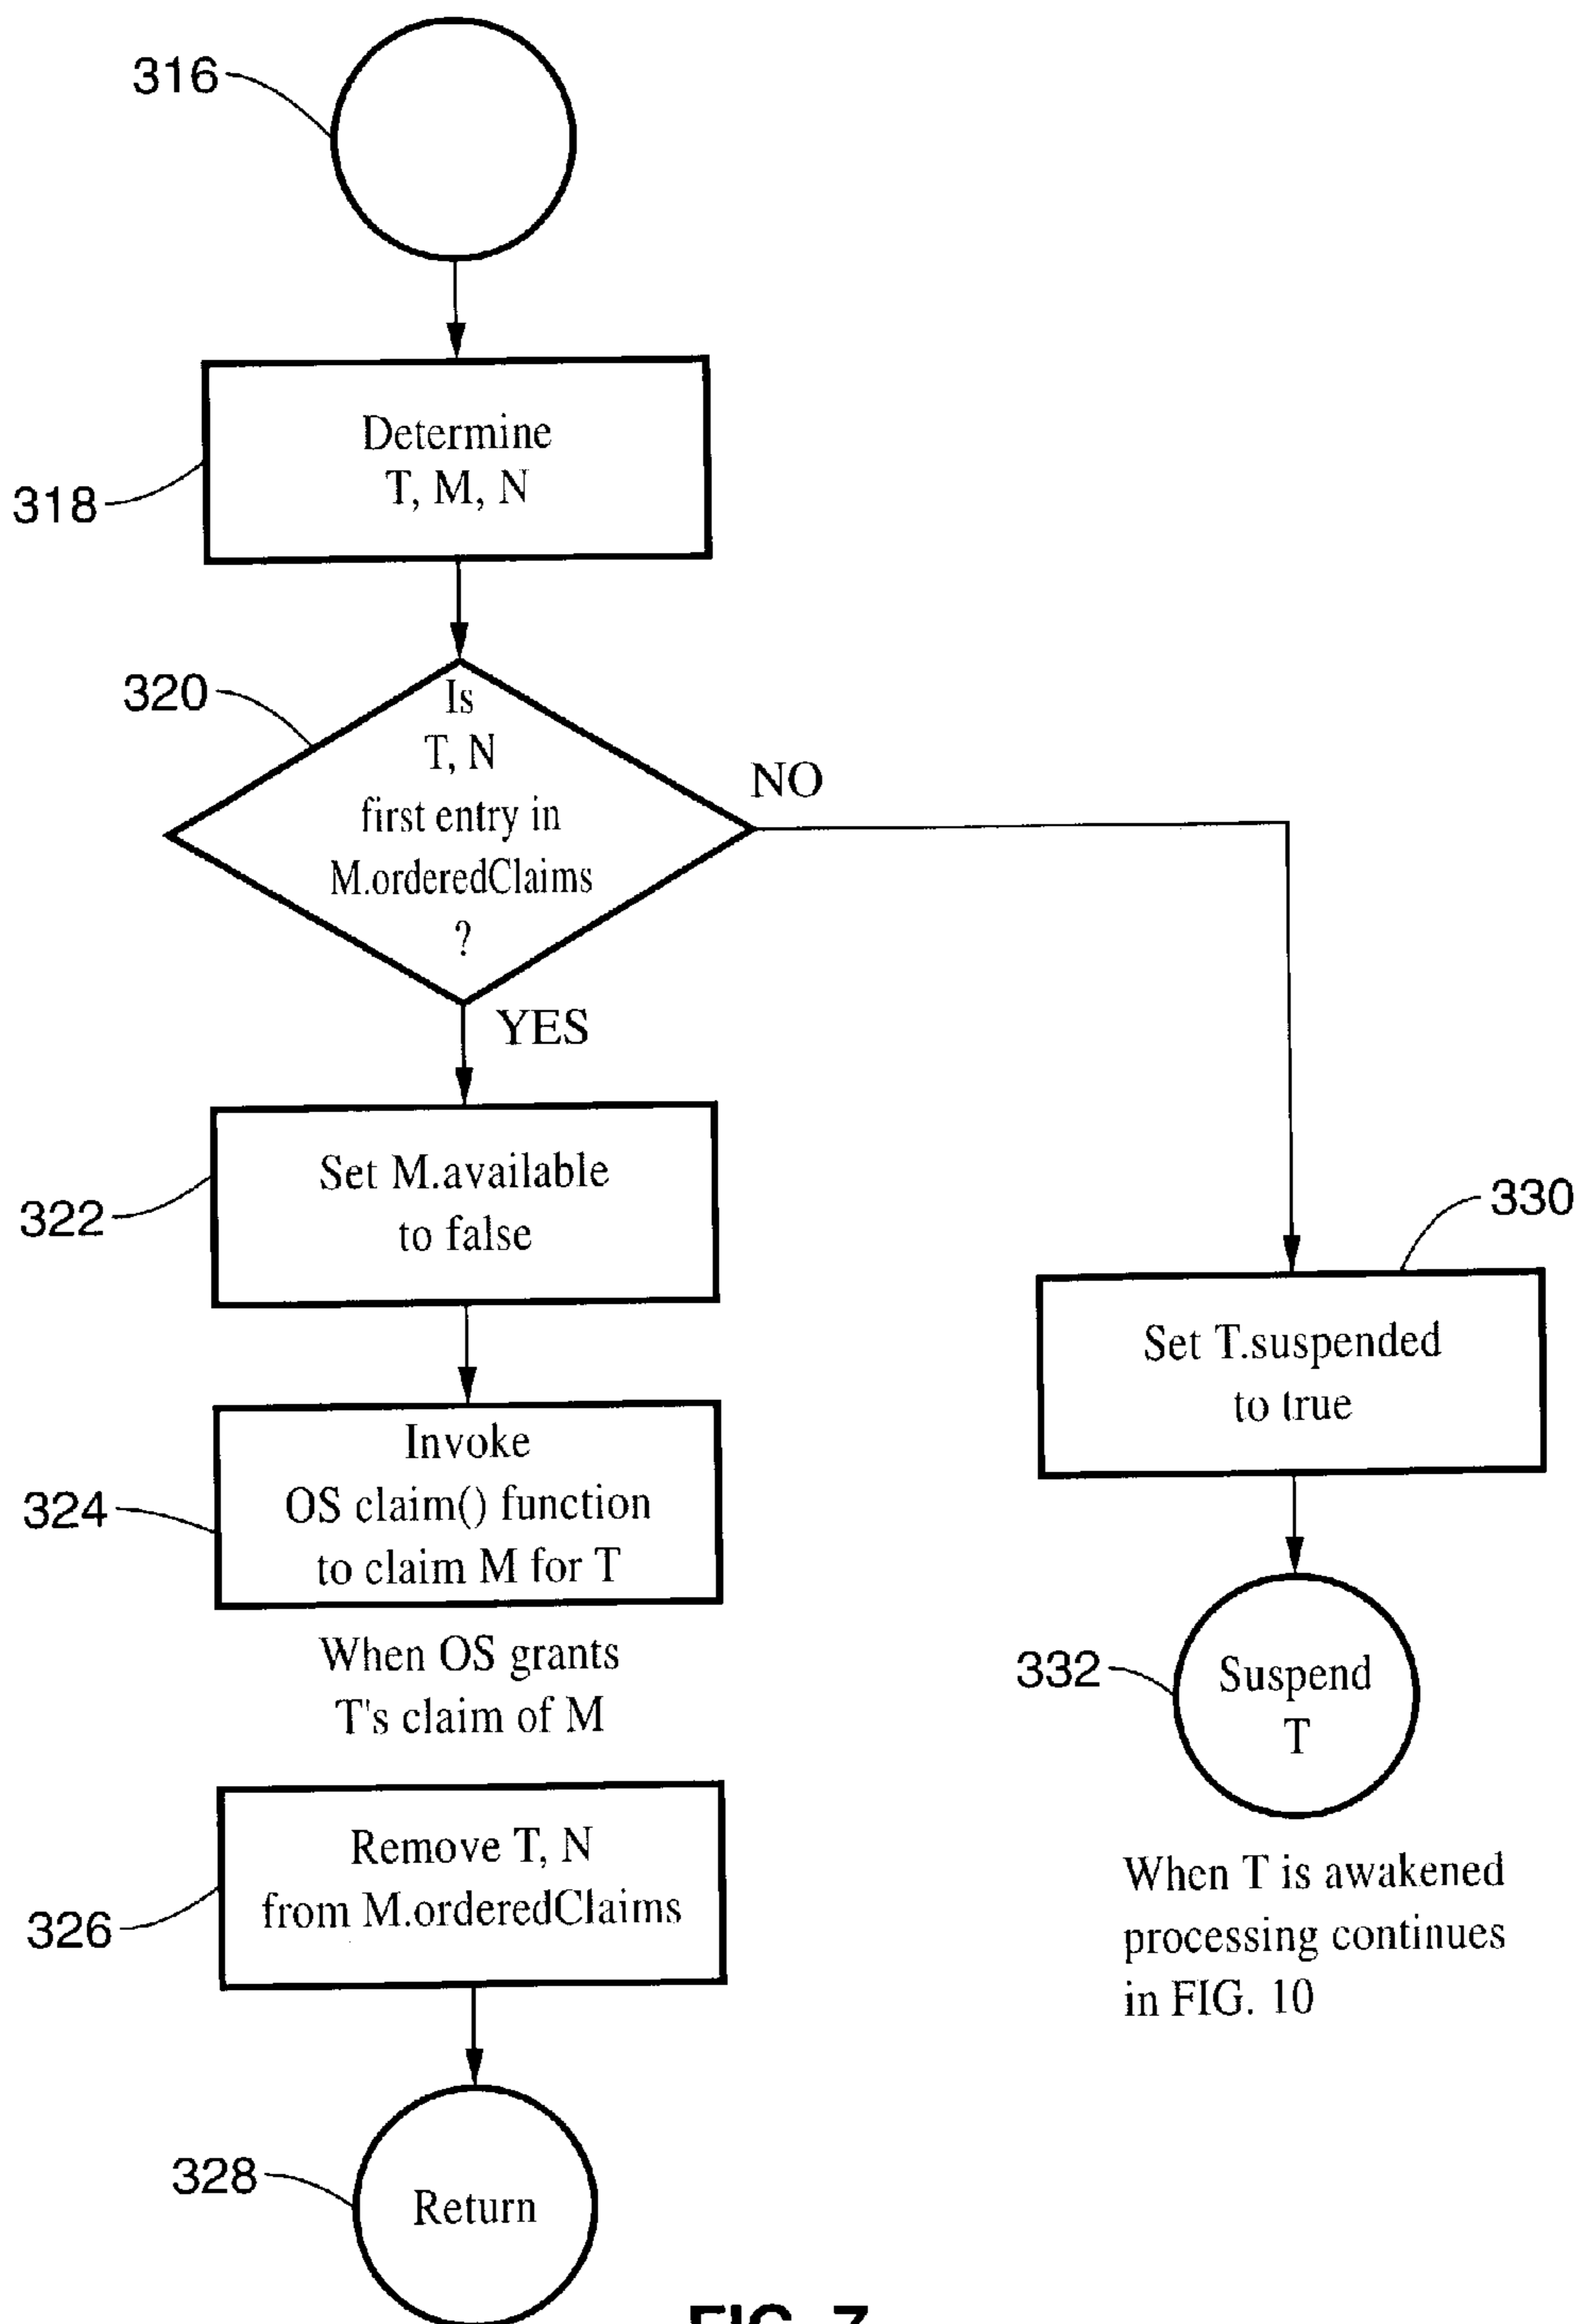 316
318
Determine
T, M, N
320
Is
T, N
first entry in
M.orderedClaims
?
NO
YES
322
Set M.available
to false
330
Set T.suspended
to true
324
Invoke
OS claim() function
to claim M for T
When OS grants
T's claim of M
332
Suspend
T
326
Remove T, N
from M.orderedClaims
When T is awakened
processing continues
in FIG. 10
328
Return
FIG. 7